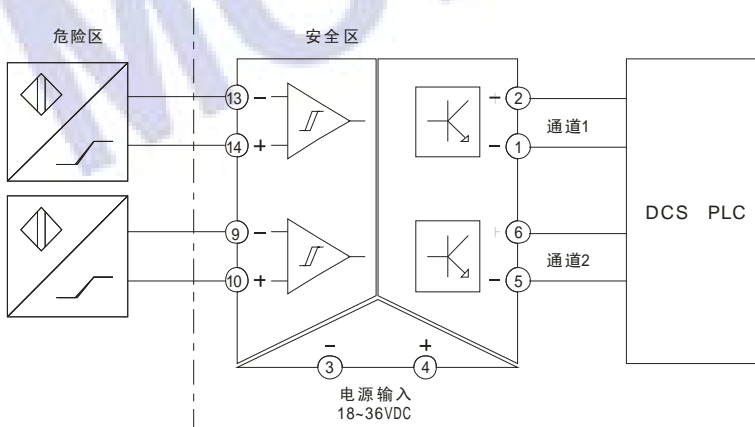 危险区
安全区
13 − + 2
通道1
14 + − 1
DCS PLC
9 − + 6
通道2
10 + − 5
− +
3 4
电源输入
18~36VDC